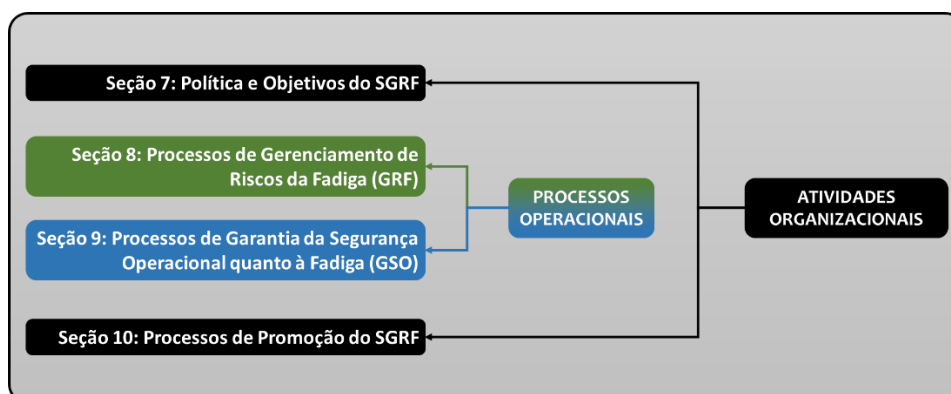 Seção 7: Política e Objetivos do SGRF
Seção 8: Processos de Gerenciamento de
Riscos da Fadiga (GRF)
Seção 9: Processos de Garantia da Segurança
Operacional quanto à Fadiga (GSO)
Seção 10: Processos de Promoção do SGRF
PROCESSOS
OPERACIONAIS
ATIVIDADES
ORGANIZACIONAIS